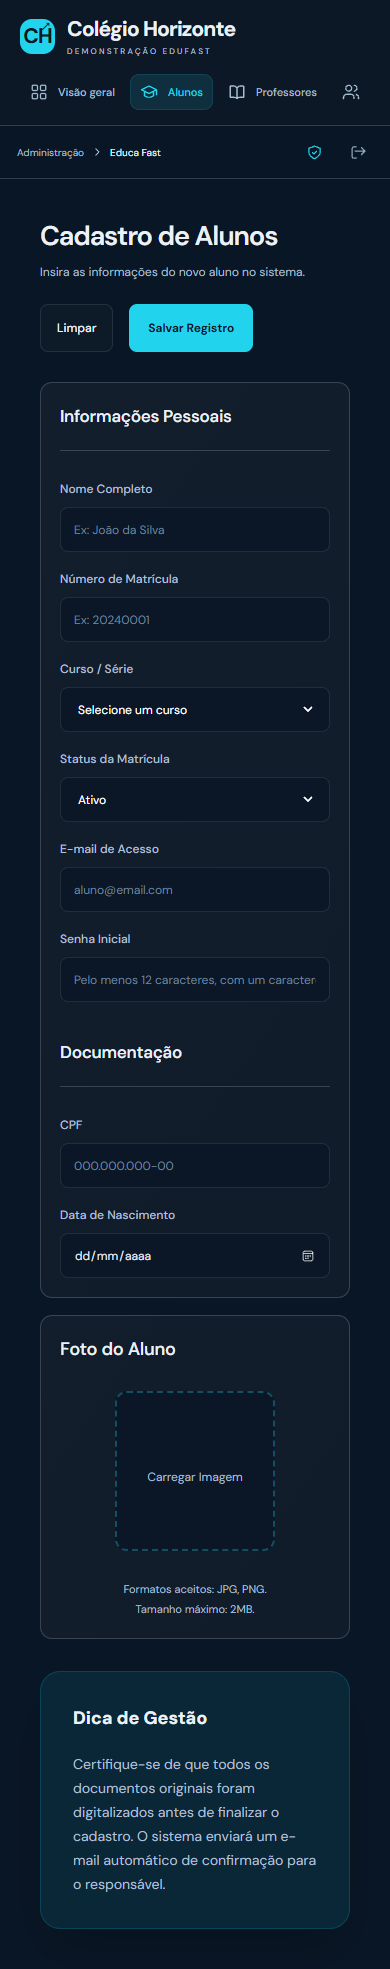 CH
Colégio Horizonte
DEMONSTRAÇÃO EDUFAST
Visão geral
Alunos
Professores
Administração
Educa Fast
Cadastro de Alunos
Insira as informações do novo aluno no sistema.
Limpar
Salvar Registro
Informações Pessoais
Nome Completo
Ex: João da Silva
Número de Matrícula
Ex: 20240001
Curso / Série
Selecione um curso
Status da Matrícula
Ativo
E-mail de Acesso
aluno@email.com
Senha Inicial
Pelo menos 12 caracteres, com um caracter
Documentação
CPF
000.000.000-00
Data de Nascimento
dd/mm/aaaa
Foto do Aluno
Carregar Imagem
Formatos aceitos: JPG, PNG.
Tamanho máximo: 2MB.
Dica de Gestão
Certifique-se de que todos os
documentos originais foram
digitalizados antes de finalizar o
cadastro. O sistema enviará um e-
mail automático de confirmação para
o responsável.